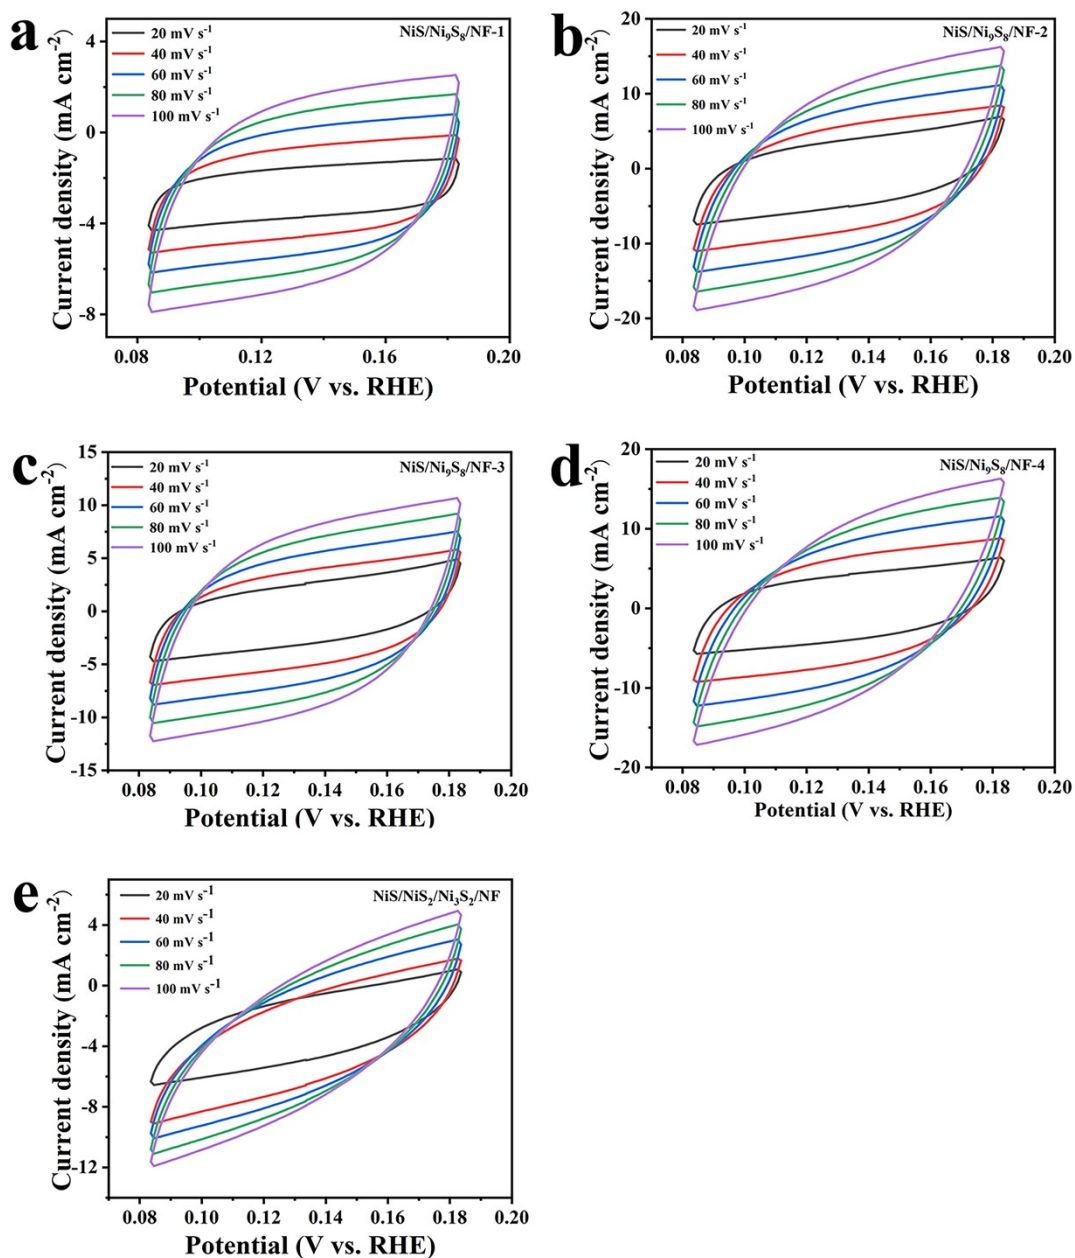 a
NiS/Ni₉S₈/NF-1
20 mV s⁻¹
40 mV s⁻¹
60 mV s⁻¹
80 mV s⁻¹
100 mV s⁻¹
Current density (mA cm⁻²)
4
0
-4
-8
0.08 0.12 0.16 0.20
Potential (V vs. RHE)
b
NiS/Ni₉S₈/NF-2
20 mV s⁻¹
40 mV s⁻¹
60 mV s⁻¹
80 mV s⁻¹
100 mV s⁻¹
Current density (mA cm⁻²)
20
10
0
-10
-20
0.08 0.10 0.12 0.14 0.16 0.18 0.20
Potential (V vs. RHE)
c
NiS/Ni₉S₈/NF-3
20 mV s⁻¹
40 mV s⁻¹
60 mV s⁻¹
80 mV s⁻¹
100 mV s⁻¹
Current density (mA cm⁻²)
15
10
5
0
-5
-10
-15
0.08 0.10 0.12 0.14 0.16 0.18 0.20
Potential (V vs. RHE)
d
NiS/Ni₉S₈/NF-4
20 mV s⁻¹
40 mV s⁻¹
60 mV s⁻¹
80 mV s⁻¹
100 mV s⁻¹
Current density (mA cm⁻²)
20
10
0
-10
-20
0.08 0.10 0.12 0.14 0.16 0.18 0.20
Potential (V vs. RHE)
e
NiS/NiS₂/Ni₃S₂/NF
20 mV s⁻¹
40 mV s⁻¹
60 mV s⁻¹
80 mV s⁻¹
100 mV s⁻¹
Current density (mA cm⁻²)
4
0
-4
-8
-12
0.08 0.10 0.12 0.14 0.16 0.18 0.20
Potential (V vs. RHE)